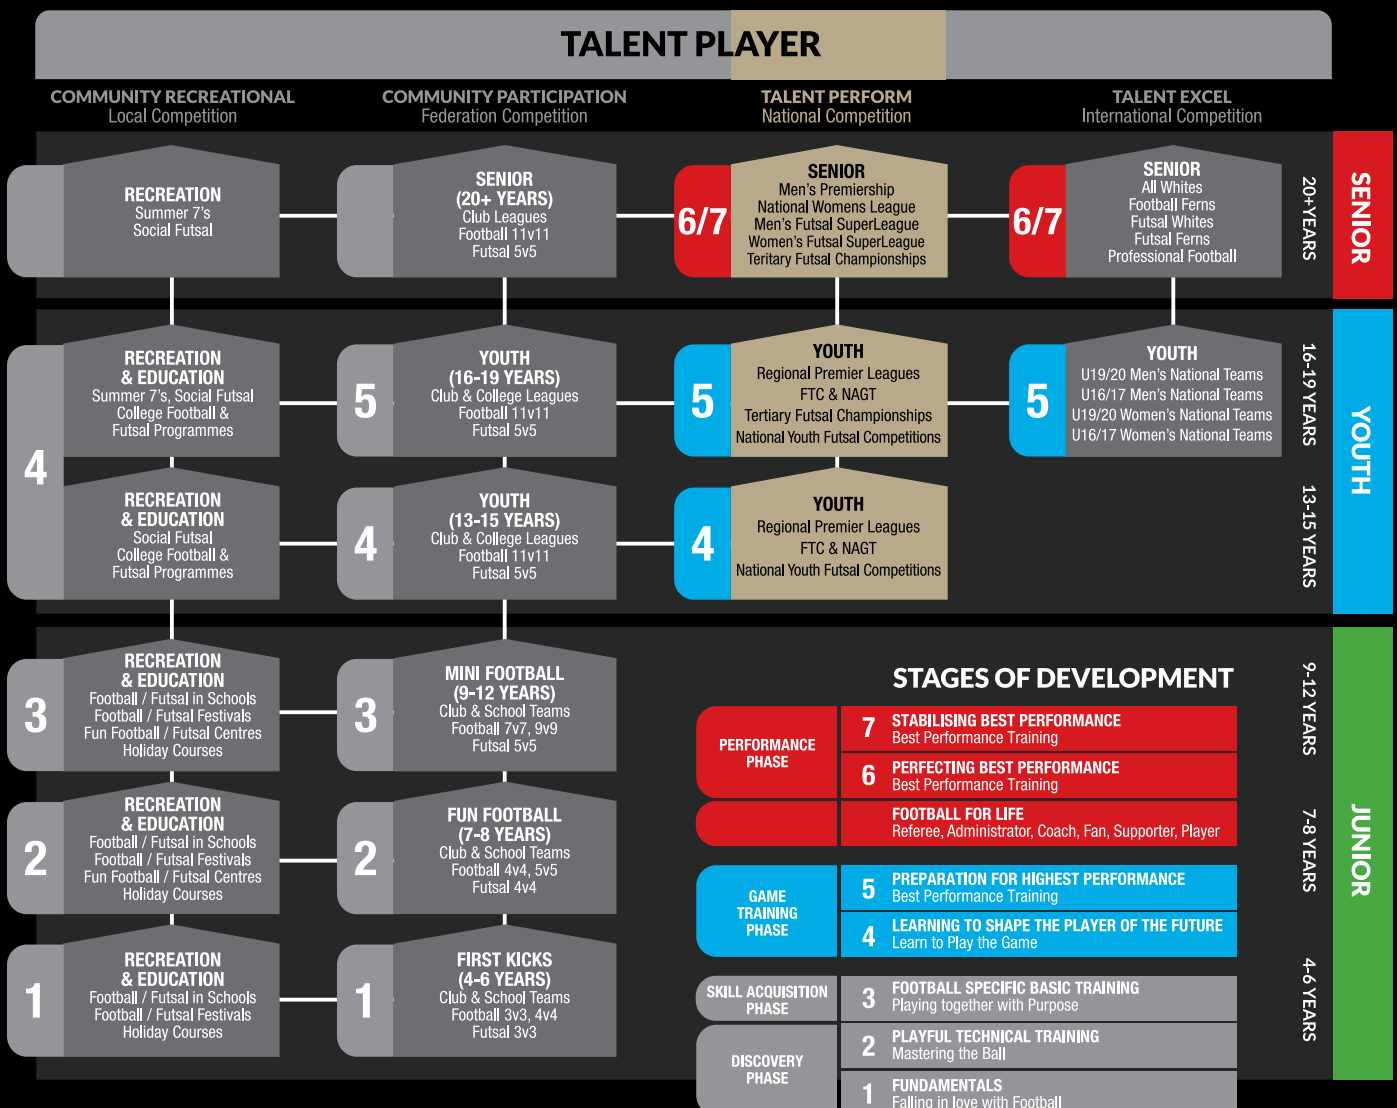 TALENT PLAYER
COMMUNITY RECREATIONAL
Local Competition
COMMUNITY PARTICIPATION
Federation Competition
TALENT PERFORM
National Competition
TALENT EXCEL
International Competition
RECREATION
Summer 7's
Social Futsal
SENIOR
(20+ YEARS)
Club Leagues
Football 11v11
Futsal 5v5
6/7
SENIOR
Men's Premiership
National Womens League
Men's Futsal SuperLeague
Women's Futsal SuperLeague
Teritary Futsal Championships
6/7
SENIOR
All Whites
Football Ferns
Futsal Whites
Futsal Ferns
Professional Football
20+YEARS
SENIOR
4
RECREATION
& EDUCATION
Summer 7's, Social Futsal
College Football &
Futsal Programmes
5
YOUTH
(16-19 YEARS)
Club & College Leagues
Football 11v11
Futsal 5v5
5
YOUTH
Regional Premier Leagues
FTC & NAGT
Tertiary Futsal Championships
National Youth Futsal Competitions
5
YOUTH
U19/20 Men's National Teams
U16/17 Men's National Teams
U19/20 Women's National Teams
U16/17 Women's National Teams
16-19 YEARS
YOUTH
RECREATION
& EDUCATION
Social Futsal
College Football &
Futsal Programmes
4
YOUTH
(13-15 YEARS)
Club & College Leagues
Football 11v11
Futsal 5v5
4
YOUTH
Regional Premier Leagues
FTC & NAGT
National Youth Futsal Competitions
13-15 YEARS
3
RECREATION
& EDUCATION
Football / Futsal in Schools
Football / Futsal Festivals
Fun Football / Futsal Centres
Holiday Courses
3
MINI FOOTBALL
(9-12 YEARS)
Club & School Teams
Football 7v7, 9v9
Futsal 5v5
9-12 YEARS
2
RECREATION
& EDUCATION
Football / Futsal in Schools
Football / Futsal Festivals
Fun Football / Futsal Centres
Holiday Courses
2
FUN FOOTBALL
(7-8 YEARS)
Club & School Teams
Football 4v4, 5v5
Futsal 4v4
7-8 YEARS
JUNIOR
1
RECREATION
& EDUCATION
Football / Futsal in Schools
Football / Futsal Festivals
Holiday Courses
1
FIRST KICKS
(4-6 YEARS)
Club & School Teams
Football 3v3, 4v4
Futsal 3v3
4-6 YEARS
STAGES OF DEVELOPMENT
PERFORMANCE
PHASE
7 STABILISING BEST PERFORMANCE
Best Performance Training
6 PERFECTING BEST PERFORMANCE
Best Performance Training
FOOTBALL FOR LIFE
Referee, Administrator, Coach, Fan, Supporter, Player
GAME
TRAINING
PHASE
5 PREPARATION FOR HIGHEST PERFORMANCE
Best Performance Training
4 LEARNING TO SHAPE THE PLAYER OF THE FUTURE
Learn to Play the Game
SKILL ACQUISITION
PHASE
3 FOOTBALL SPECIFIC BASIC TRAINING
Playing together with Purpose
DISCOVERY
PHASE
2 PLAYFUL TECHNICAL TRAINING
Mastering the Ball
1 FUNDAMENTALS
Falling in love with Football